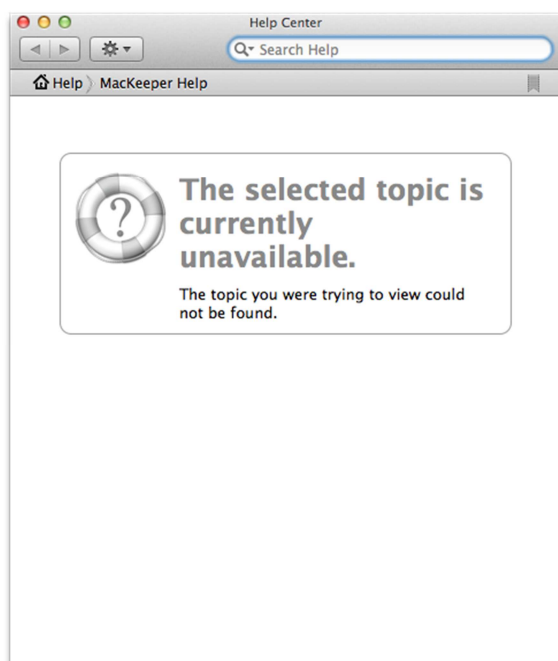 Help Center
Search Help
Help
MacKeeper Help
?
The selected topic is
currently
unavailable.
The topic you were trying to view could
not be found.